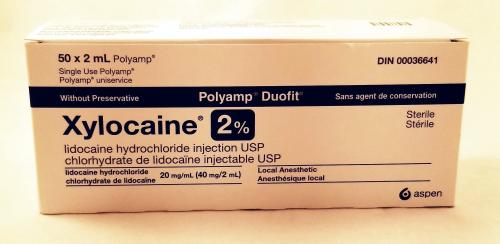 50 x 2 mL Polyamp®
DIN 00036641
Single Use Polyamp®
Polyamp® uniservice
Without Preservative
Polyamp® Duofit®
Sans agent de conservation
Xylocaine® 2%
Sterile
Stérile
lidocaine hydrochloride injection USP
chlorhydrate de lidocaïne injectable USP
lidocaine hydrochloride
chlorhydrate de lidocaïne
20 mg/mL (40 mg/2 mL)
Local Anesthetic
Anesthésique local
aspen